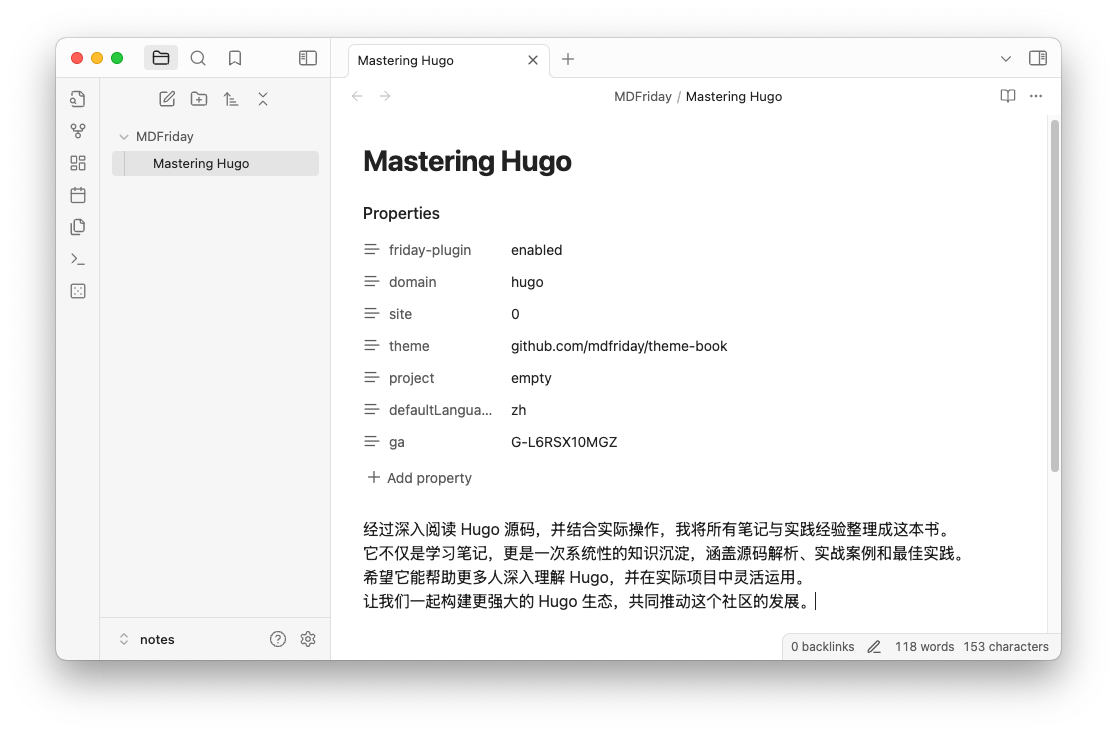 Mastering Hugo
MDFriday / Mastering Hugo
MDFriday
Mastering Hugo
Mastering Hugo
Properties
friday-plugin enabled
domain hugo
site 0
theme github.com/mdfriday/theme-book
project empty
defaultLangua... zh
ga G-L6RSX10MGZ
Add property
经过深入阅读 Hugo 源码，并结合实际操作，我将所有笔记与实践经验整理成这本书。
它不仅是学习笔记，更是一次系统性的知识沉淀，涵盖源码解析、实战案例和最佳实践。
希望它能帮助更多人深入理解 Hugo，并在实际项目中灵活运用。
让我们一起构建更强大的 Hugo 生态，共同推动这个社区的发展。
notes
0 backlinks 118 words 153 characters